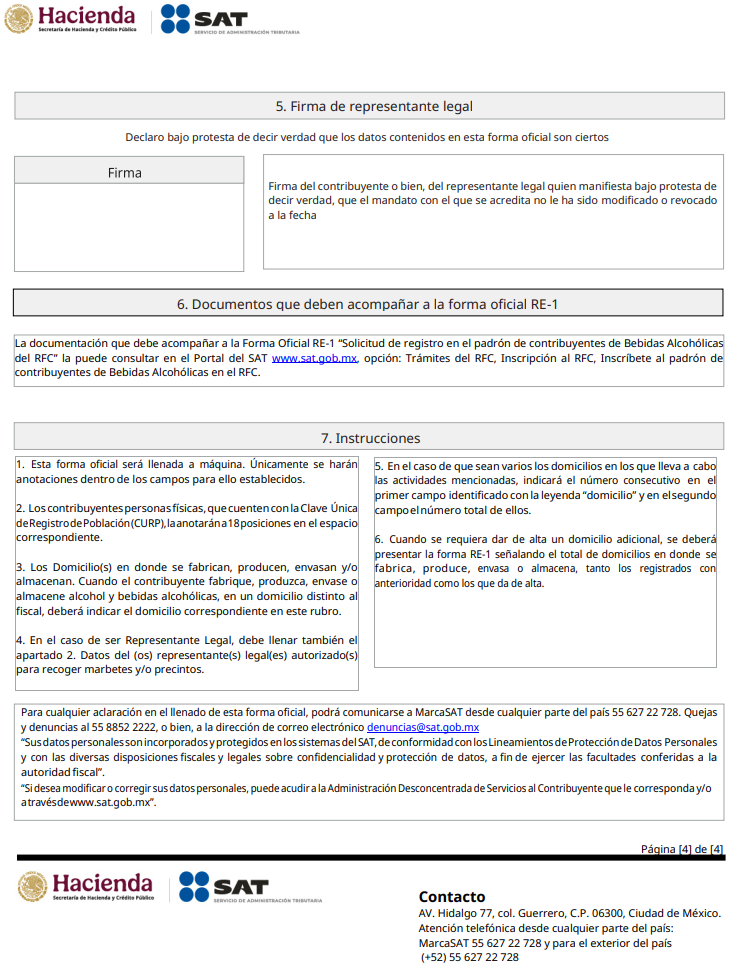 Hacienda
Secretaría de Hacienda y Crédito Público
SAT
SERVICIO DE ADMINISTRACIÓN TRIBUTARIA
5. Firma de representante legal
Declaro bajo protesta de decir verdad que los datos contenidos en esta forma oficial son ciertos
Firma
Firma del contribuyente o bien, del representante legal quien manifiesta bajo protesta de
decir verdad, que el mandato con el que se acredita no le ha sido modificado o revocado
a la fecha
6. Documentos que deben acompañar a la forma oficial RE-1
La documentación que debe acompañar a la Forma Oficial RE-1 “Solicitud de registro en el padrón de contribuyentes de Bebidas Alcohólicas
del RFC” la puede consultar en el Portal del SAT www.sat.gob.mx, opción: Trámites del RFC, Inscripción al RFC, Inscríbete al padrón de
contribuyentes de Bebidas Alcohólicas en el RFC.
7. Instrucciones
1. Esta forma oficial será llenada a máquina. Únicamente se harán
anotaciones dentro de los campos para ello establecidos.
2. Los contribuyentes personas físicas, que cuenten con la Clave Única
de Registro de Población (CURP), la anotarán a 18 posiciones en el espacio
correspondiente.
3. Los Domicilio(s) en donde se fabrican, producen, envasan y/o
almacenan. Cuando el contribuyente fabrique, produzca, envase o
almacene alcohol y bebidas alcohólicas, en un domicilio distinto al
fiscal, deberá indicar el domicilio correspondiente en este rubro.
4. En el caso de ser Representante Legal, debe llenar también el
apartado 2. Datos del (os) representante(s) legal(es) autorizado(s)
para recoger marbetes y/o precintos.
5. En el caso de que sean varios los domicilios en los que lleva a cabo
las actividades mencionadas, indicará el número consecutivo en el
primer campo identificado con la leyenda “domicilio” y en el segundo
campo el número total de ellos.
6. Cuando se requiera dar de alta un domicilio adicional, se deberá
presentar la forma RE-1 señalando el total de domicilios en donde se
fabrica, produce, envasa o almacena, tanto los registrados con
anterioridad como los que da de alta.
Para cualquier aclaración en el llenado de esta forma oficial, podrá comunicarse a MarcaSAT desde cualquier parte del país 55 627 22 728. Quejas
y denuncias al 55 8852 2222, o bien, a la dirección de correo electrónico denuncias@sat.gob.mx
“Sus datos personales son incorporados y protegidos en los sistemas del SAT, de conformidad con los Lineamientos de Protección de Datos Personales
y con las diversas disposiciones fiscales y legales sobre confidencialidad y protección de datos, a fin de ejercer las facultades conferidas a la
autoridad fiscal”.
“Si desea modificar o corregir sus datos personales, puede acudir a la Administración Desconcentrada de Servicios al Contribuyente que le corresponda y/o
a través de www.sat.gob.mx”.
Página [4] de [4]
Hacienda
Secretaría de Hacienda y Crédito Público
SAT
SERVICIO DE ADMINISTRACIÓN TRIBUTARIA
Contacto
AV. Hidalgo 77, col. Guerrero, C.P. 06300, Ciudad de México.
Atención telefónica desde cualquier parte del país:
MarcaSAT 55 627 22 728 y para el exterior del país
(+52) 55 627 22 728